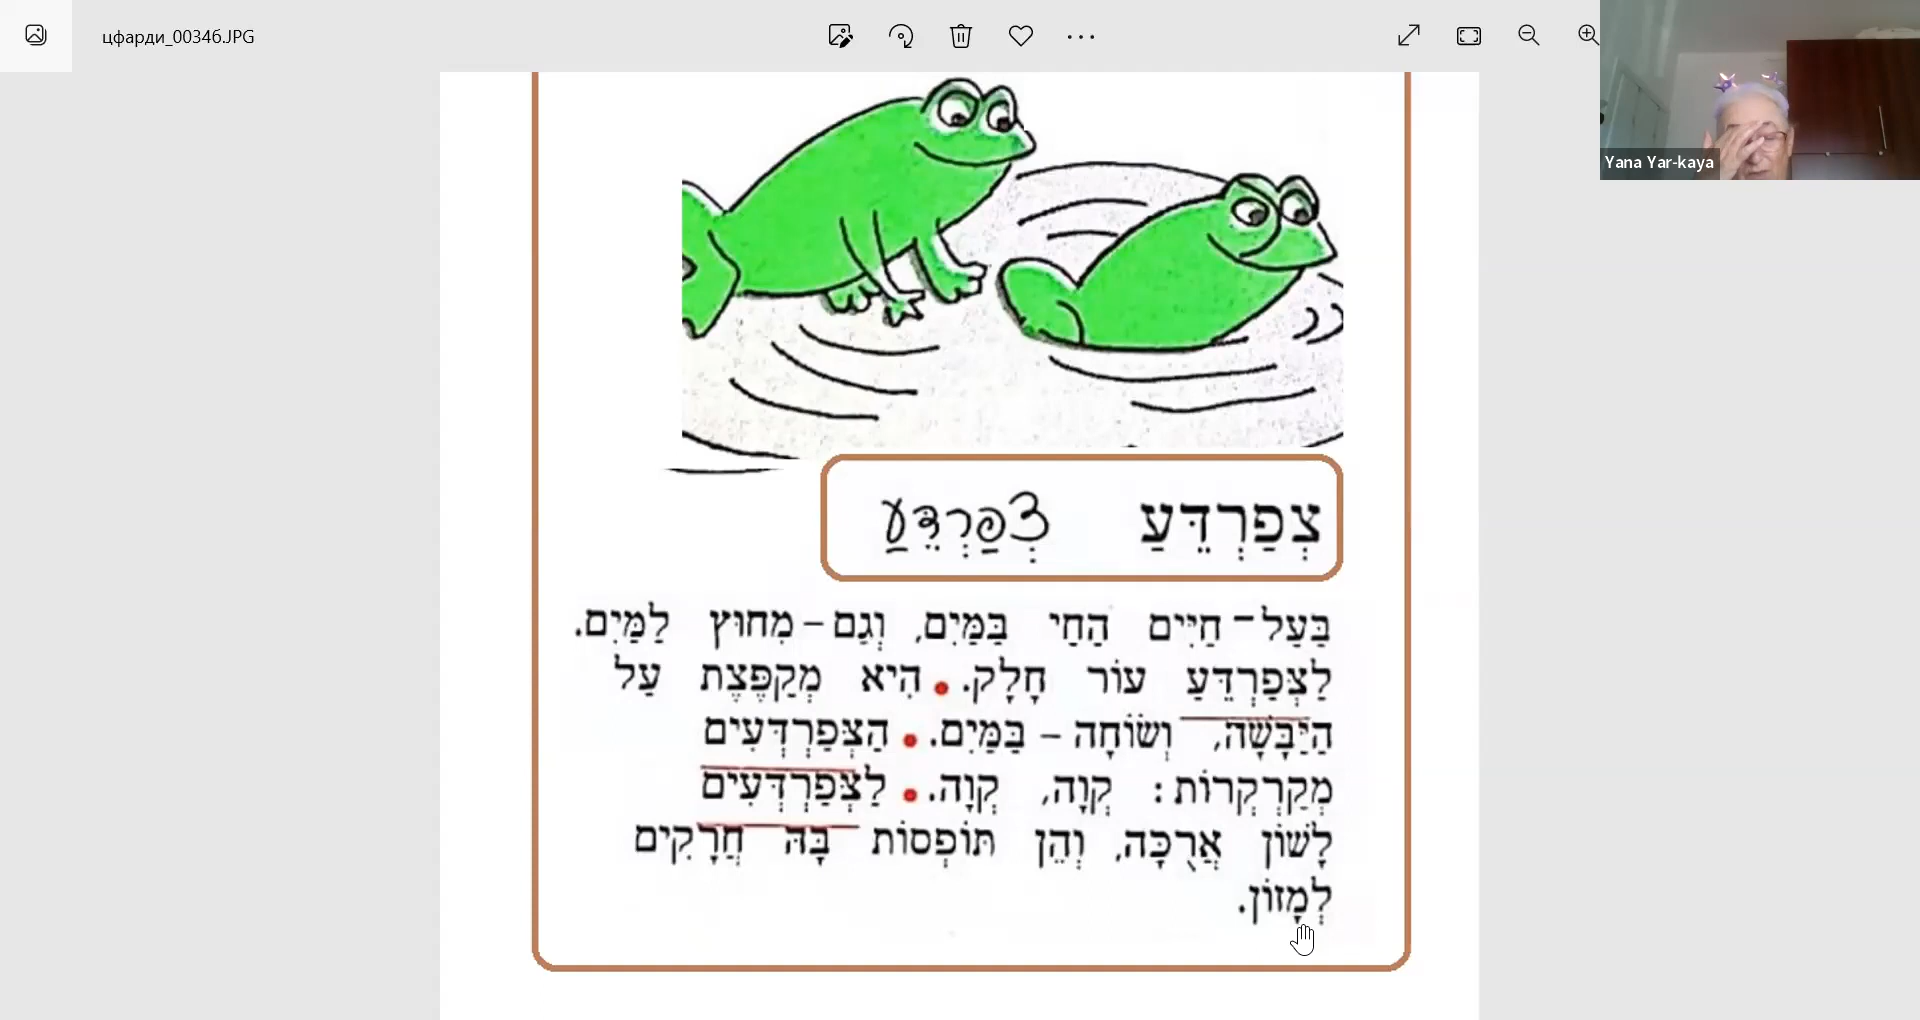 цфарди_00346.JPG
Yana Yar-kaya
צְפַרְדֵּעַ צְפַרְדֵּעַ
בַּעַל־חַיִּים הַחַי בַּמַּיִם, וְגַם – מִחוּץ לַמַּיִם.
לַצְּפַרְדֵּעַ עוֹר חָלָק. הִיא מְקַפֶּצֶת עַל
הַיַּבָּשָׁה, וְשׂוֹחָה – בַּמַּיִם. הַצְּפַרְדְּעִים
מְקַרְקְרוֹת: קְוָה, קְוָה. לַצְּפַרְדְּעִים
לָשׁוֹן אֲרֻכָּה, וְהֵן תּוֹפְסוֹת בָּהּ חֲרָקִים
לְמָזוֹן.